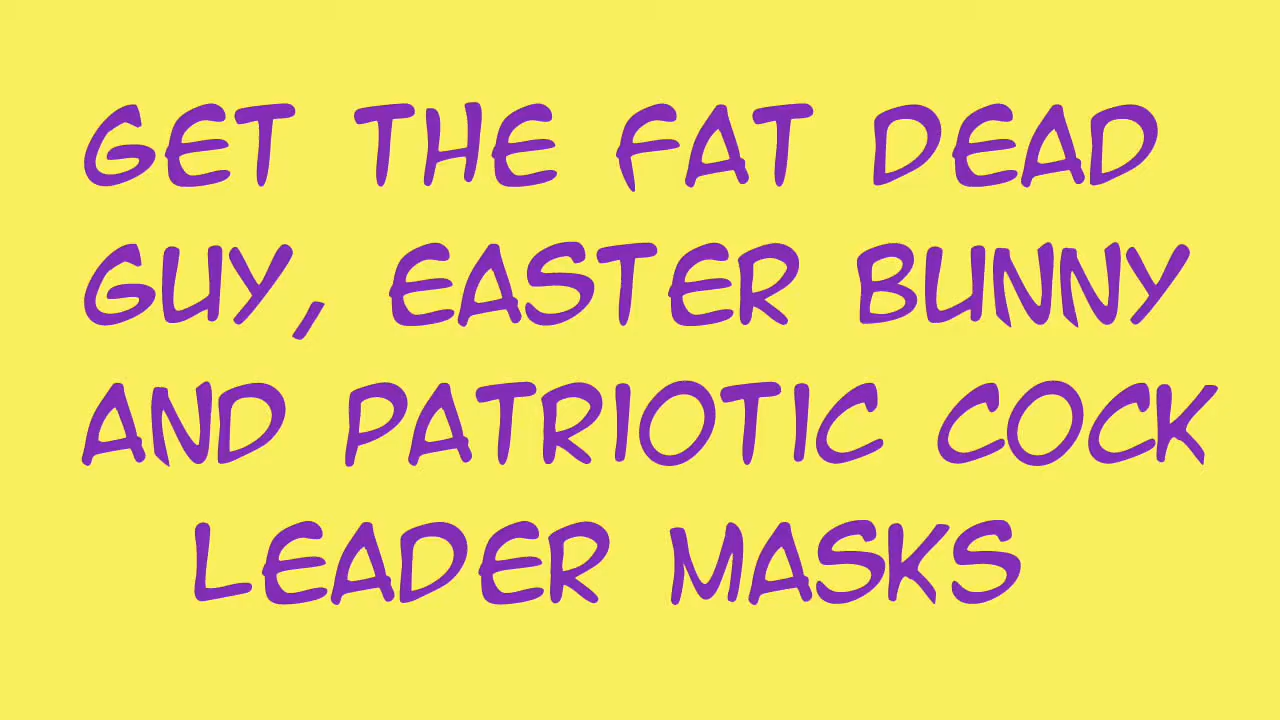 GET THE FAT DEAD
GUY, EASTER BUNNY
AND PATRIOTIC COCK
LEADER MASKS